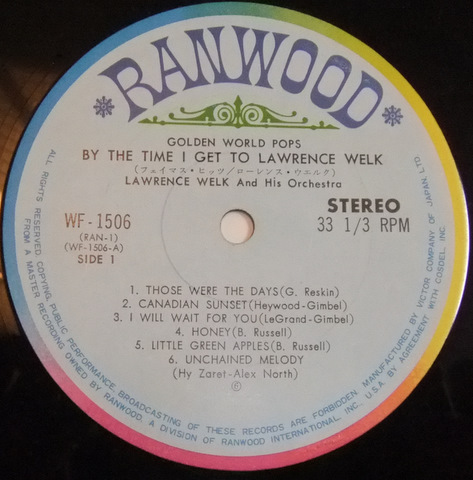 RANWOOD
GOLDEN WORLD POPS
BY THE TIME I GET TO LAWRENCE WELK
(フェイマス・ヒッツ/ローレンス・ウエルク)
LAWRENCE WELK And His Orchestra
WF-1506
(RAN-1)
(WF-1506-A)
SIDE 1
STEREO
33 1/3 RPM
1. THOSE WERE THE DAYS(G. Reskin)
2. CANADIAN SUNSET(Heywood-Gimbel)
3. I WILL WAIT FOR YOU(LeGrand-Gimbel)
4. HONEY(B. Russell)
5. LITTLE GREEN APPLES(B. Russell)
6. UNCHAINED MELODY
(Hy Zaret-Alex North)
Ⓟ
ALL RIGHTS RESERVED. COPYING, PUBLIC PERFORMANCE, BROADCASTING OF THESE RECORDS ARE FORBIDDEN. MANUFACTURED BY VICTOR COMPANY OF JAPAN, LTD.
FROM A MASTER RECORDING OWNED BY RANWOOD, A DIVISION OF RANWOOD INTERNATIONAL, INC., U.S.A. BY AGREEMENT WITH COSDEL, INC.